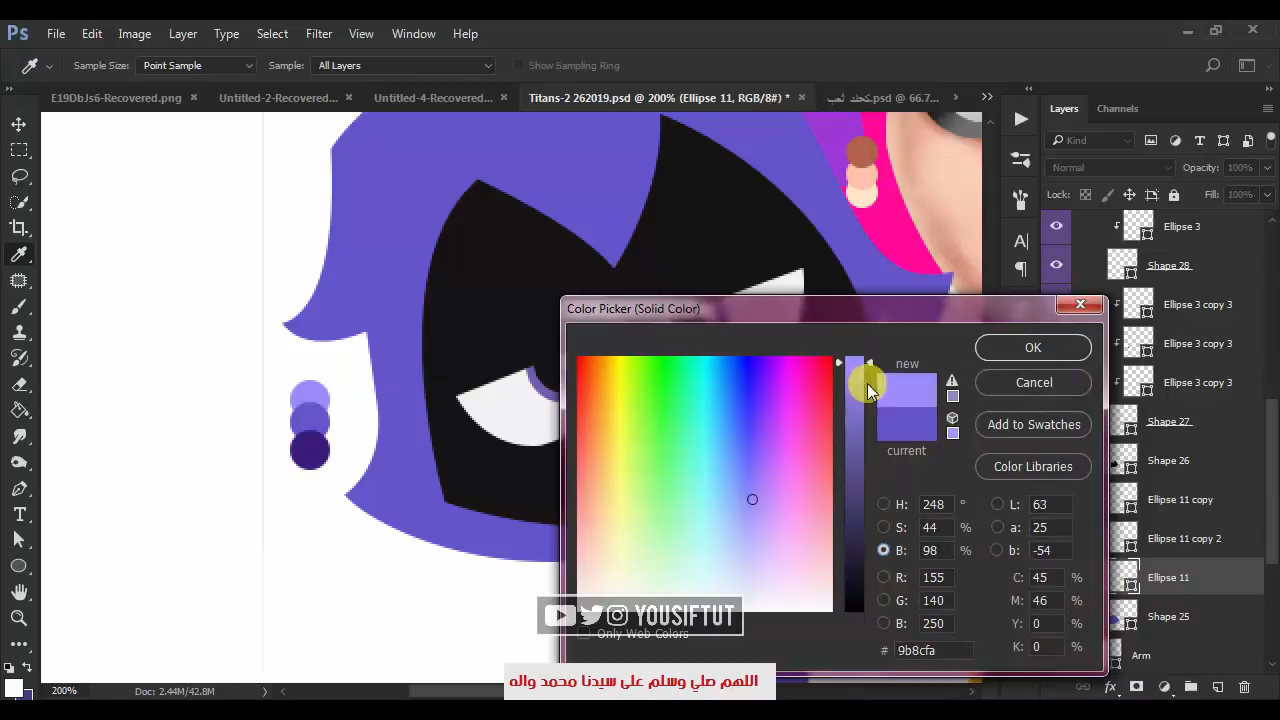 Ps File Edit Image Layer Type Select Filter View Window Help
Sample Size: Point Sample Sample: All Layers Show Sampling Ring
E19DbJs6-Recovered.png × Untitled-2-Recovered... × Untitled-4-Recovered... × Titans-2 262019.psd @ 200% (Ellipse 11, RGB/8#) * × كحك تُعب.psd @ 66.7...
Layers Channels
Kind
Normal Opacity: 100%
Lock: Fill: 100%
Ellipse 3
Shape 28
Ellipse 3 copy 3
Ellipse 3 copy 3
Ellipse 3 copy 3
Shape 27
Shape 26
Ellipse 11 copy
Ellipse 11 copy 2
Ellipse 11
Shape 25
Arm
Color Picker (Solid Color)
new
current
OK
Cancel
Add to Swatches
Color Libraries
H: 248 ° L: 63
S: 44 % a: 25
B: 98 % b: -54
R: 155 C: 45 %
G: 140 M: 46 %
B: 250 Y: 0 %
# 9b8cfa K: 0 %
Only Web Colors
YOUSIFTUT
اللهم صلي وسلم على سيدنا محمد واله
200% Doc: 2.44M/42.8M
fx